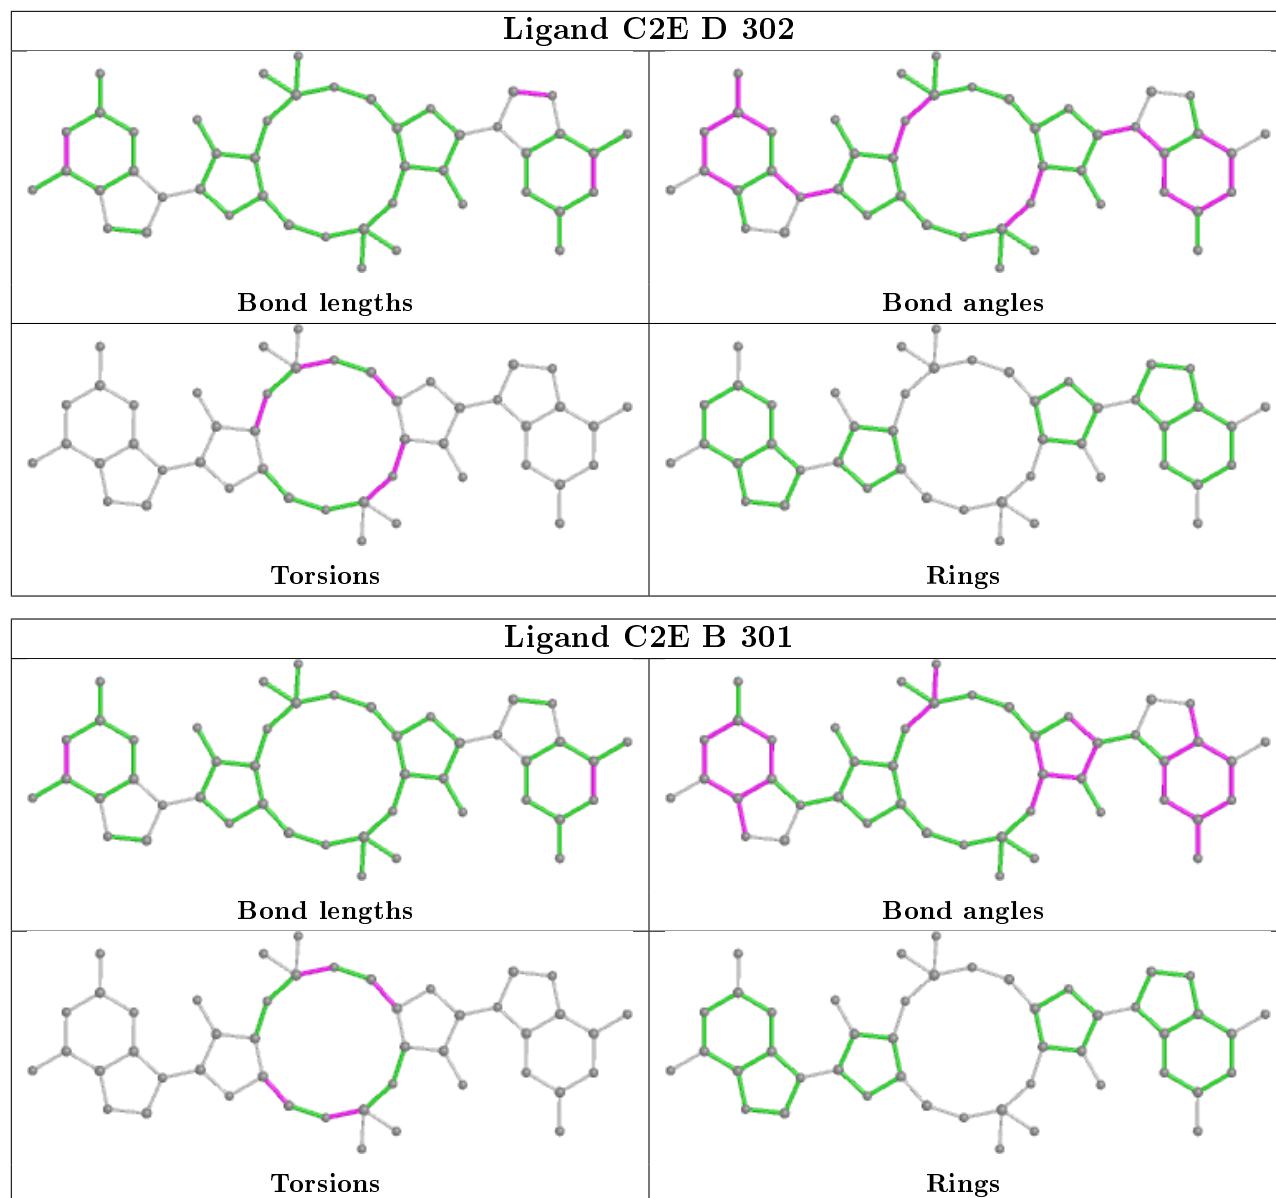 Ligand C2E D 302
Bond lengths
Bond angles
Torsions
Rings
Ligand C2E B 301
Bond lengths
Bond angles
Torsions
Rings